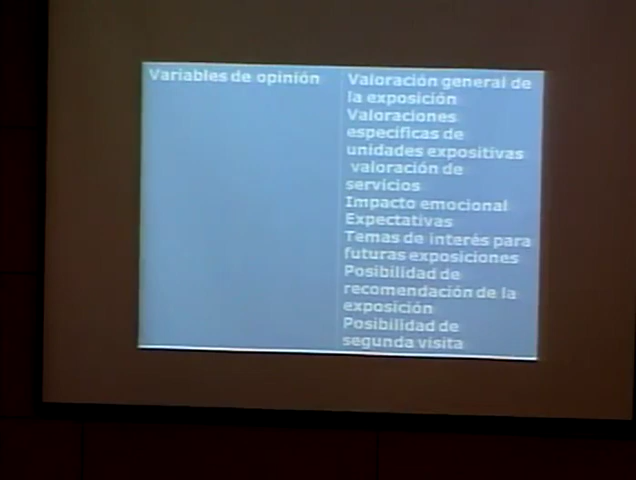 Variables de opinión
Valoración general de
la exposición
Valoraciones
específicas de
unidades expositivas
valoración de
servicios
Impacto emocional
Expectativas
Temas de interés para
futuras exposiciones
Posibilidad de
recomendación de la
exposición
Posibilidad de
segunda visita